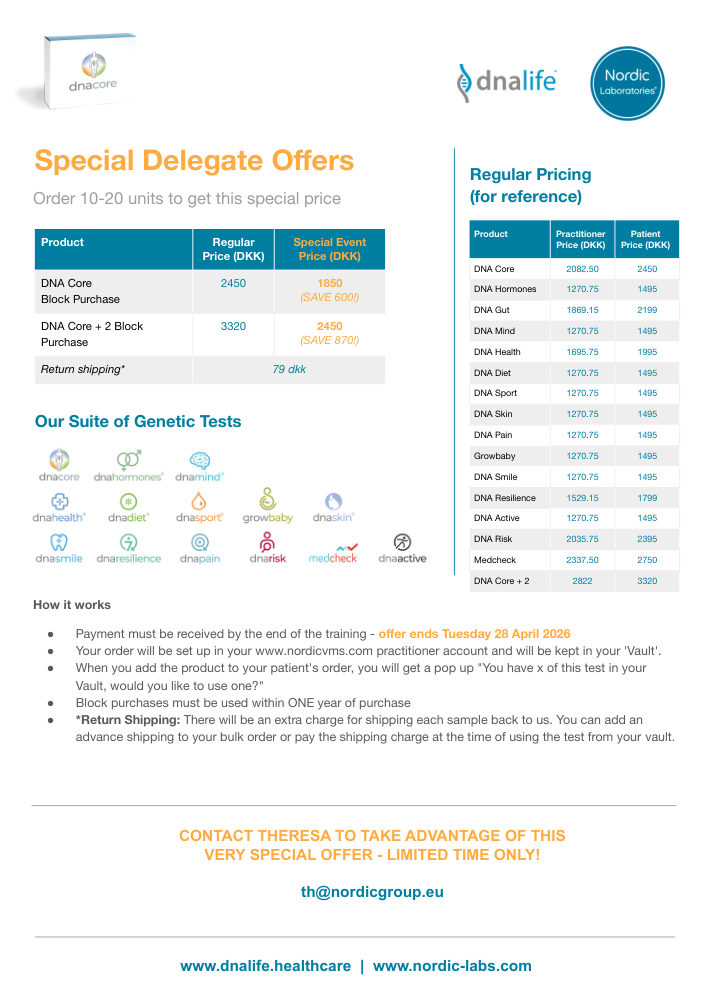 dnacore
dnalife
Nordic
Laboratories®
Special Delegate Offers
Order 10-20 units to get this special price
Product Regular Price (DKK) Special Event Price (DKK)
DNA Core Block Purchase 2450 1850 (SAVE 600!)
DNA Core + 2 Block Purchase 3320 2450 (SAVE 870!)
Return shipping* 79 dkk
Our Suite of Genetic Tests
dnacore dnahormones® dnamind®
dnahealth® dnadiet® dnasport® growbaby dnaskin®
dnasmile dnaresilience dnapain dnarisk medcheck dnaactive
Regular Pricing
(for reference)
Product Practitioner Price (DKK) Patient Price (DKK)
DNA Core 2082.50 2450
DNA Hormones 1270.75 1495
DNA Gut 1869.15 2199
DNA Mind 1270.75 1495
DNA Health 1695.75 1995
DNA Diet 1270.75 1495
DNA Sport 1270.75 1495
DNA Skin 1270.75 1495
DNA Pain 1270.75 1495
Growbaby 1270.75 1495
DNA Smile 1270.75 1495
DNA Resilience 1529.15 1799
DNA Active 1270.75 1495
DNA Risk 2035.75 2395
Medcheck 2337.50 2750
DNA Core + 2 2822 3320
How it works
● Payment must be received by the end of the training - offer ends Tuesday 28 April 2026
● Your order will be set up in your www.nordicvms.com practitioner account and will be kept in your 'Vault'.
● When you add the product to your patient's order, you will get a pop up "You have x of this test in your
Vault, would you like to use one?"
● Block purchases must be used within ONE year of purchase
● *Return Shipping: There will be an extra charge for shipping each sample back to us. You can add an
advance shipping to your bulk order or pay the shipping charge at the time of using the test from your vault.
CONTACT THERESA TO TAKE ADVANTAGE OF THIS
VERY SPECIAL OFFER - LIMITED TIME ONLY!
th@nordicgroup.eu
www.dnalife.healthcare | www.nordic-labs.com